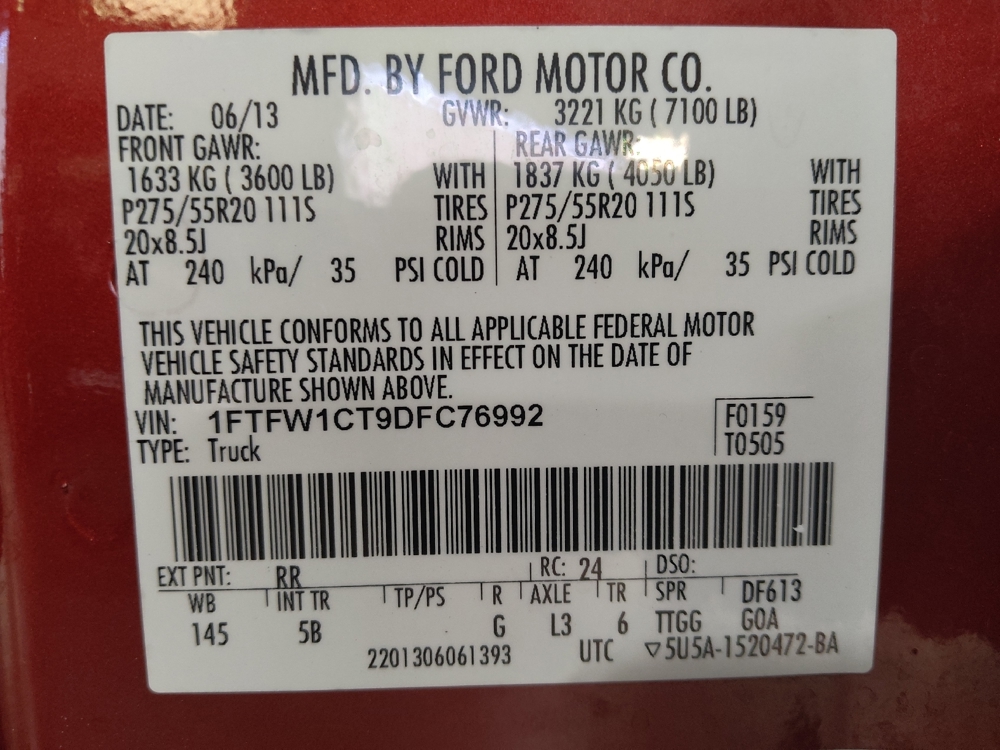 MFD. BY FORD MOTOR CO.
DATE: 06/13 GVWR: 3221 KG ( 7100 LB)
FRONT GAWR: REAR GAWR:
1633 KG ( 3600 LB) WITH 1837 KG ( 4050 LB) WITH
P275/55R20 111S TIRES P275/55R20 111S TIRES
20x8.5J RIMS 20x8.5J RIMS
AT 240 kPa/ 35 PSI COLD AT 240 kPa/ 35 PSI COLD
THIS VEHICLE CONFORMS TO ALL APPLICABLE FEDERAL MOTOR
VEHICLE SAFETY STANDARDS IN EFFECT ON THE DATE OF
MANUFACTURE SHOWN ABOVE.
VIN: 1FTFW1CT9DFC76992 F0159
TYPE: Truck T0505
EXT PNT: RR RC: 24 DSO:
WB INT TR TP/PS R AXLE TR SPR DF613
145 5B G L3 6 TTGG GOA
2201306061393 UTC ▽5U5A-1520472-BA